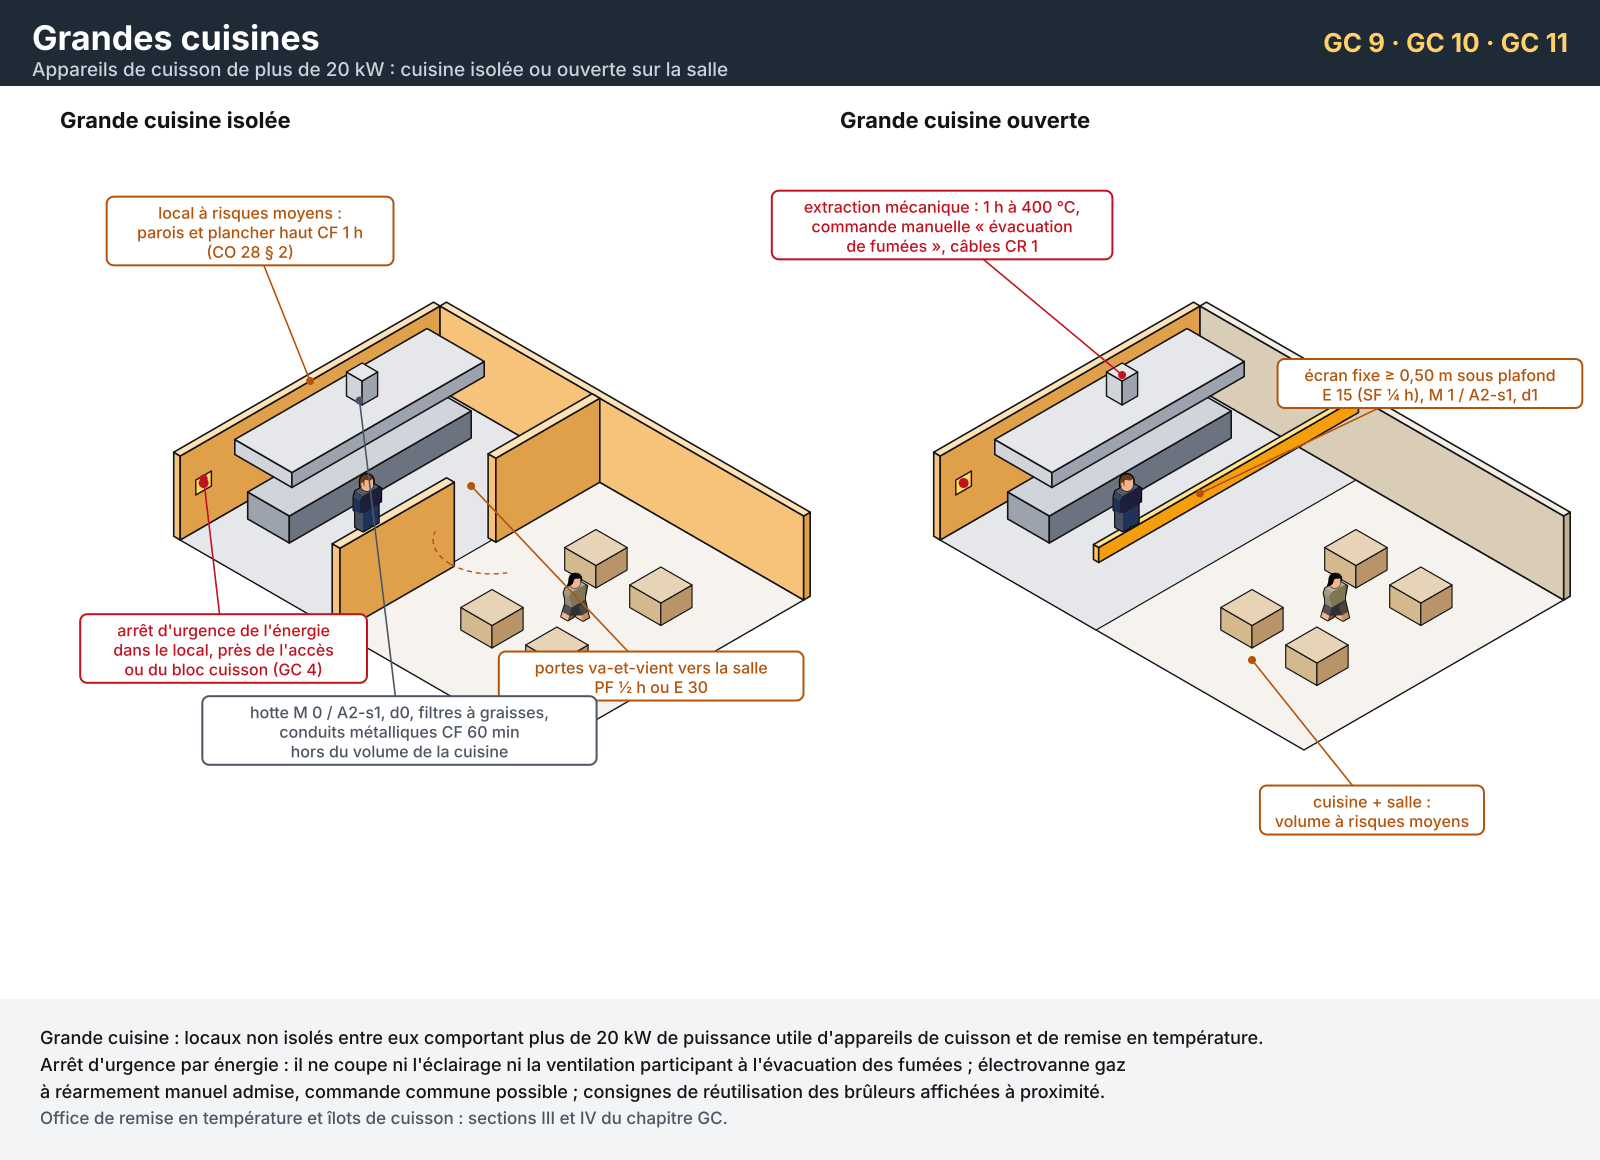 Grandes cuisines
Appareils de cuisson de plus de 20 kW : cuisine isolée ou ouverte sur la salle
GC 9 · GC 10 · GC 11
Grande cuisine isolée
Grande cuisine ouverte
local à risques moyens :
parois et plancher haut CF 1 h
(CO 28 § 2)
extraction mécanique : 1 h à 400 °C,
commande manuelle « évacuation
de fumées », câbles CR 1
écran fixe ≥ 0,50 m sous plafond
E 15 (SF ¼ h), M 1 / A2-s1, d1
arrêt d'urgence de l'énergie
dans le local, près de l'accès
ou du bloc cuisson (GC 4)
portes va-et-vient vers la salle
PF ½ h ou E 30
hotte M 0 / A2-s1, d0, filtres à graisses,
conduits métalliques CF 60 min
hors du volume de la cuisine
cuisine + salle :
volume à risques moyens
Grande cuisine : locaux non isolés entre eux comportant plus de 20 kW de puissance utile d'appareils de cuisson et de remise en température.
Arrêt d'urgence par énergie : il ne coupe ni l'éclairage ni la ventilation participant à l'évacuation des fumées ; électrovanne gaz
à réarmement manuel admise, commande commune possible ; consignes de réutilisation des brûleurs affichées à proximité.
Office de remise en température et îlots de cuisson : sections III et IV du chapitre GC.